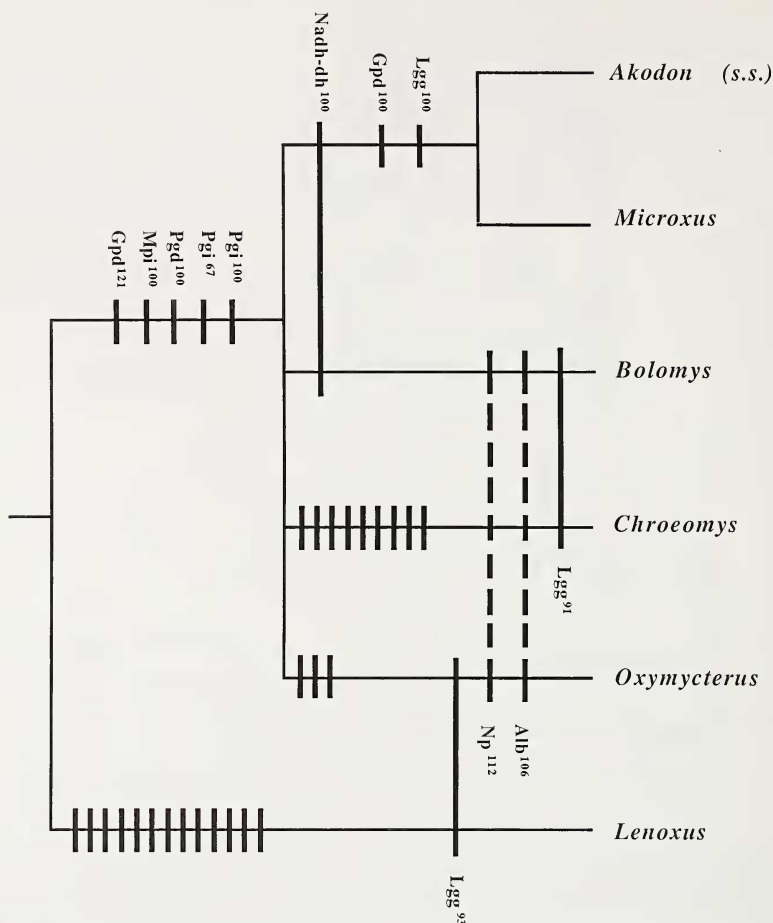 Nadh-dh100
Gpd100
Lgg100
Akodon (s.s.)
Microxus
Gpd121
Mpi100
Pgd100
Pgi67
Pgi100
Bolomys
Chroeomys
Lgg91
Oxymycterus
Np112
Alb106
Lenoxus
Lgg93